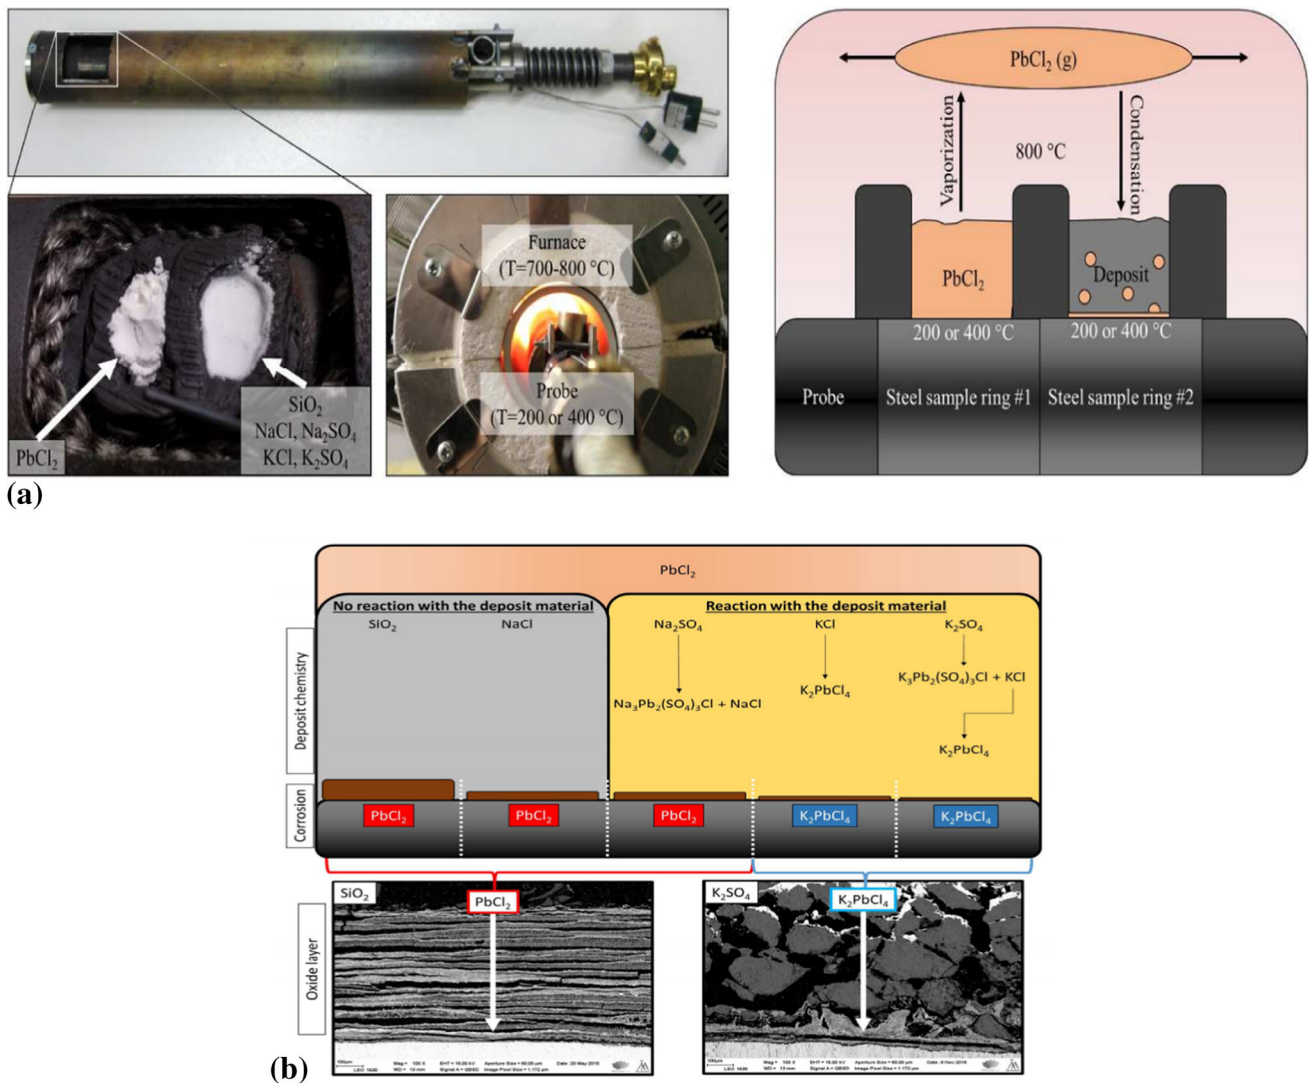 Furnace
(T=700-800 °C)
Probe
(T=200 or 400 °C)
PbCl₂
SiO₂
NaCl, Na₂SO₄
KCl, K₂SO₄
PbCl₂ (g)
Vaporization
Condensation
800 °C
PbCl₂
Deposit
200 or 400 °C
200 or 400 °C
Probe
Steel sample ring #1
Steel sample ring #2
(a)
PbCl₂
No reaction with the deposit material
Reaction with the deposit material
SIO₂
NaCl
Na₂SO₄
KCl
K₂SO₄
Deposit chemistry
K₃Pb₂(SO₄)₃Cl + KCl
K₂PbCl₄
Na₃Pb₂(SO₄)₃Cl + NaCl
K₂PbCl₄
Corrosion
PbCl₂
PbCl₂
PbCl₂
K₂PbCl₄
K₂PbCl₄
SiO₂
PbCl₂
K₂SO₄
K₂PbCl₄
Oxide layer
(b)